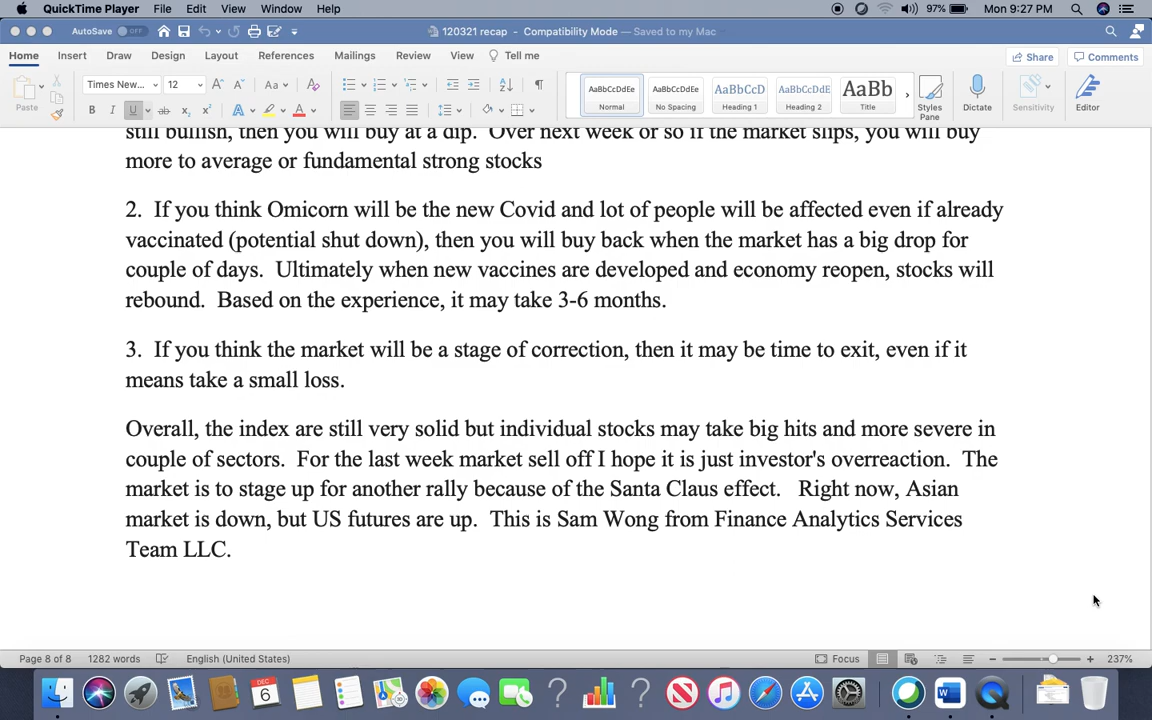 QuickTime Player File Edit View Window Help 97% Mon 9:27 PM
AutoSave OFF 120321 recap - Compatibility Mode — Saved to my Mac
Home Insert Draw Design Layout References Mailings Review View Tell me Share Comments
Paste Times New... 12 Aa AaBbCcDdEe Normal AaBbCcDdEe No Spacing AaBbCcD Heading 1 AaBbCcDdE Heading 2 AaBb Title Styles Pane Dictate Sensitivity Editor
still bullish, then you will buy at a dip. Over next week or so if the market slips, you will buy
more to average or fundamental strong stocks
2. If you think Omicorn will be the new Covid and lot of people will be affected even if already
vaccinated (potential shut down), then you will buy back when the market has a big drop for
couple of days. Ultimately when new vaccines are developed and economy reopen, stocks will
rebound. Based on the experience, it may take 3-6 months.
3. If you think the market will be a stage of correction, then it may be time to exit, even if it
means take a small loss.
Overall, the index are still very solid but individual stocks may take big hits and more severe in
couple of sectors. For the last week market sell off I hope it is just investor's overreaction. The
market is to stage up for another rally because of the Santa Claus effect. Right now, Asian
market is down, but US futures are up. This is Sam Wong from Finance Analytics Services
Team LLC.
Page 8 of 8 1282 words English (United States) Focus 237%
DEC 6